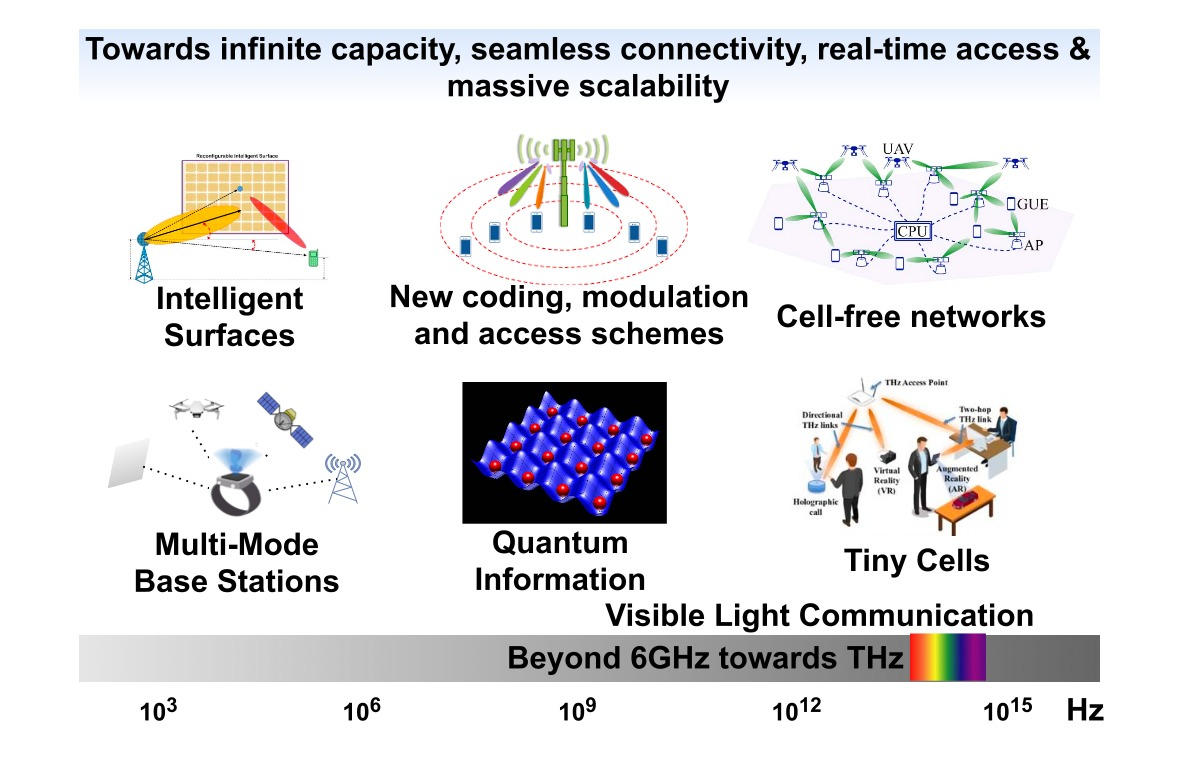 Towards infinite capacity, seamless connectivity, real-time access &
massive scalability
Reconfigurable Intelligent Surface
Intelligent
Surfaces
New coding, modulation
and access schemes
UAV
GUE
CPU
AP
Cell-free networks
Multi-Mode
Base Stations
Quantum
Information
THz Access Point
Directional
THz links
Two-hop
THz link
Virtual
Reality
(VR)
Augmented
Reality
(AR)
Holographic
call
Tiny Cells
Visible Light Communication
Beyond 6GHz towards THz
10³ 10⁶ 10⁹ 10¹² 10¹⁵ Hz